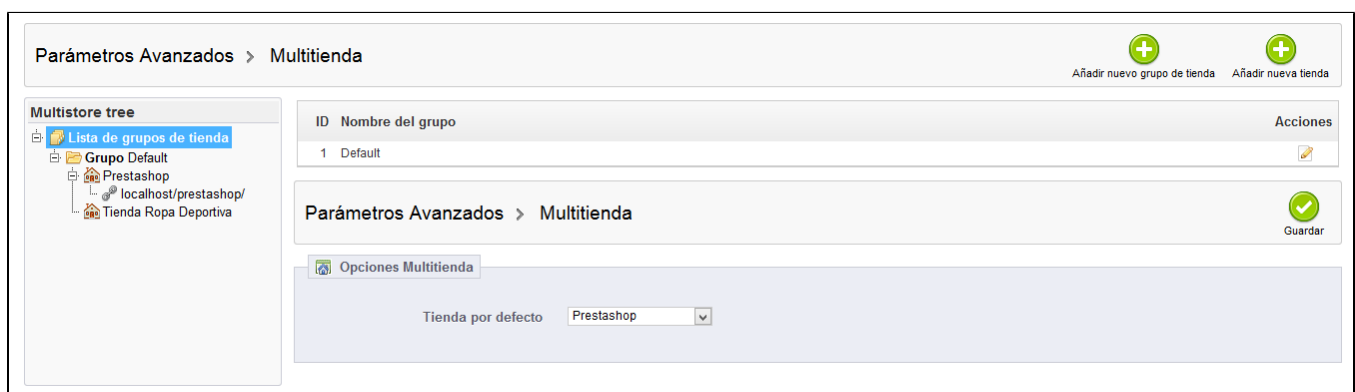 Parámetros Avanzados > Multitienda
Añadir nuevo grupo de tienda
Añadir nueva tienda
Multistore tree
Lista de grupos de tienda
Grupo Default
Prestashop
localhost/prestashop/
Tienda Ropa Deportiva
ID Nombre del grupo Acciones
1 Default
Parámetros Avanzados > Multitienda
Guardar
Opciones Multitienda
Tienda por defecto Prestashop